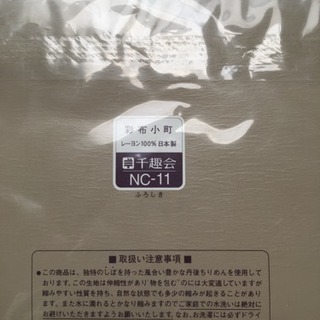 彩布小町
レーヨン100% 日本製
千趣会
NC-11
ふろしき
■取扱い注意事項■
●この商品は、独特のしぼを持った風合い豊かな丹後ちりめんを使用して
おります。この生地は伸縮性があり"物を包む"のには大変適していますが
縮みやすい性質を持ち、自然な状態でも多少の縮みが起きることがあり
ます。また水に濡れるとかなり縮みますのでご家庭での水洗いは絶対に
お避けいただきますようお願いいたします。なお、お洗濯には必ずドライ